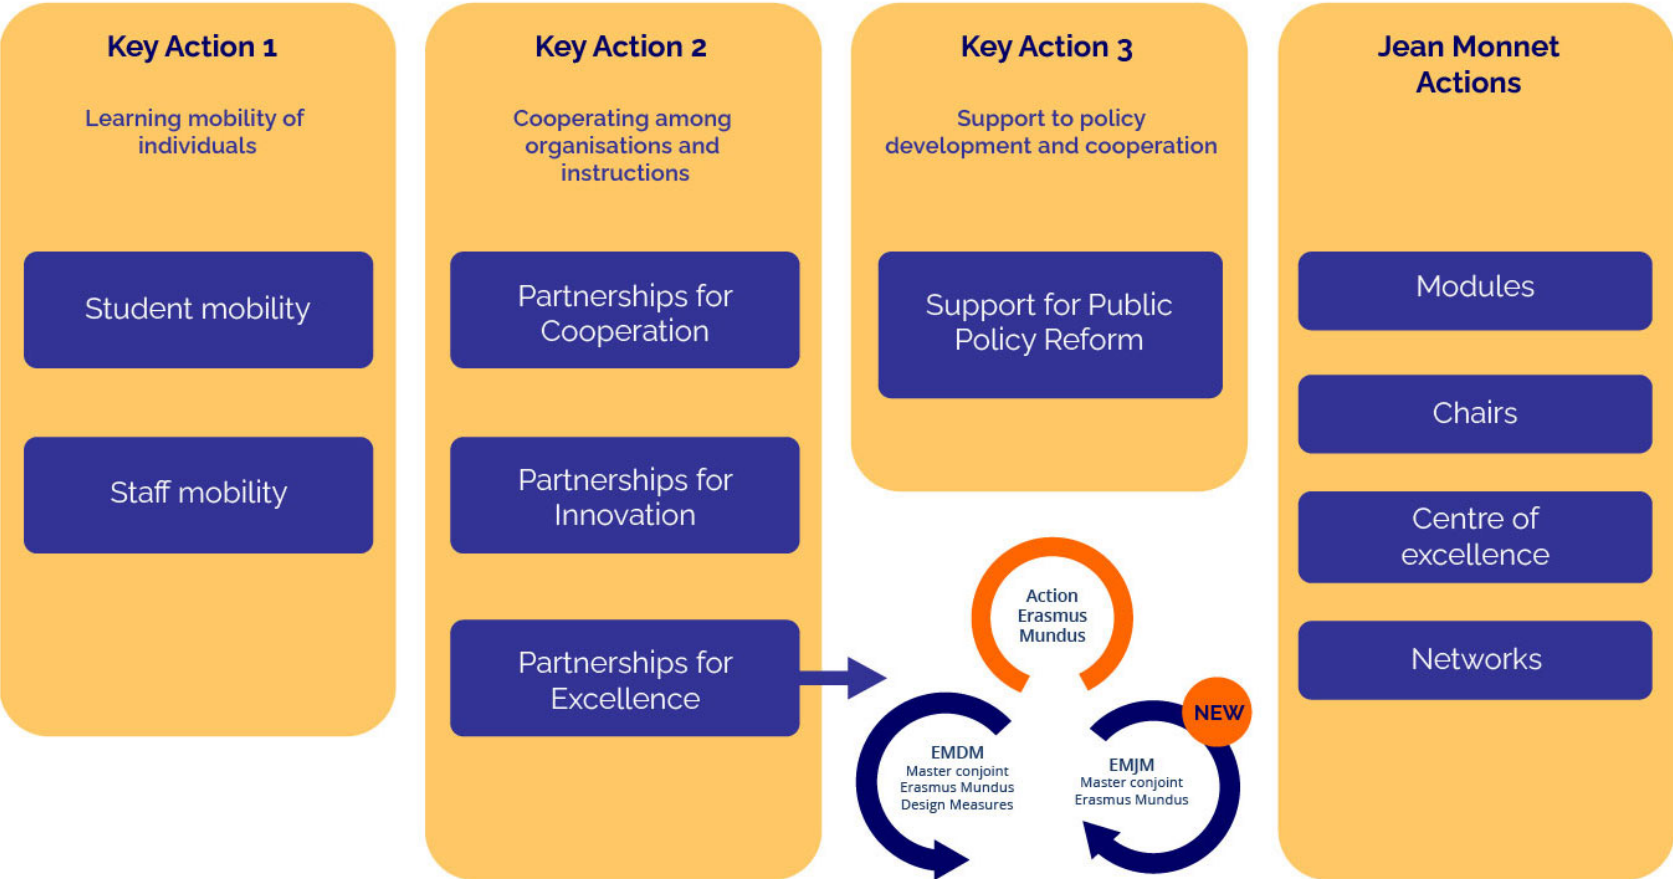 Key Action 1
Learning mobility of
individuals
Student mobility
Staff mobility
Key Action 2
Cooperating among
organisations and
instructions
Partnerships for
Cooperation
Partnerships for
Innovation
Partnerships for
Excellence
Key Action 3
Support to policy
development and cooperation
Support for Public
Policy Reform
Action
Erasmus
Mundus
EMDM
Master conjoint
Erasmus Mundus
Design Measures
NEW
EMJM
Master conjoint
Erasmus Mundus
Jean Monnet
Actions
Modules
Chairs
Centre of
excellence
Networks